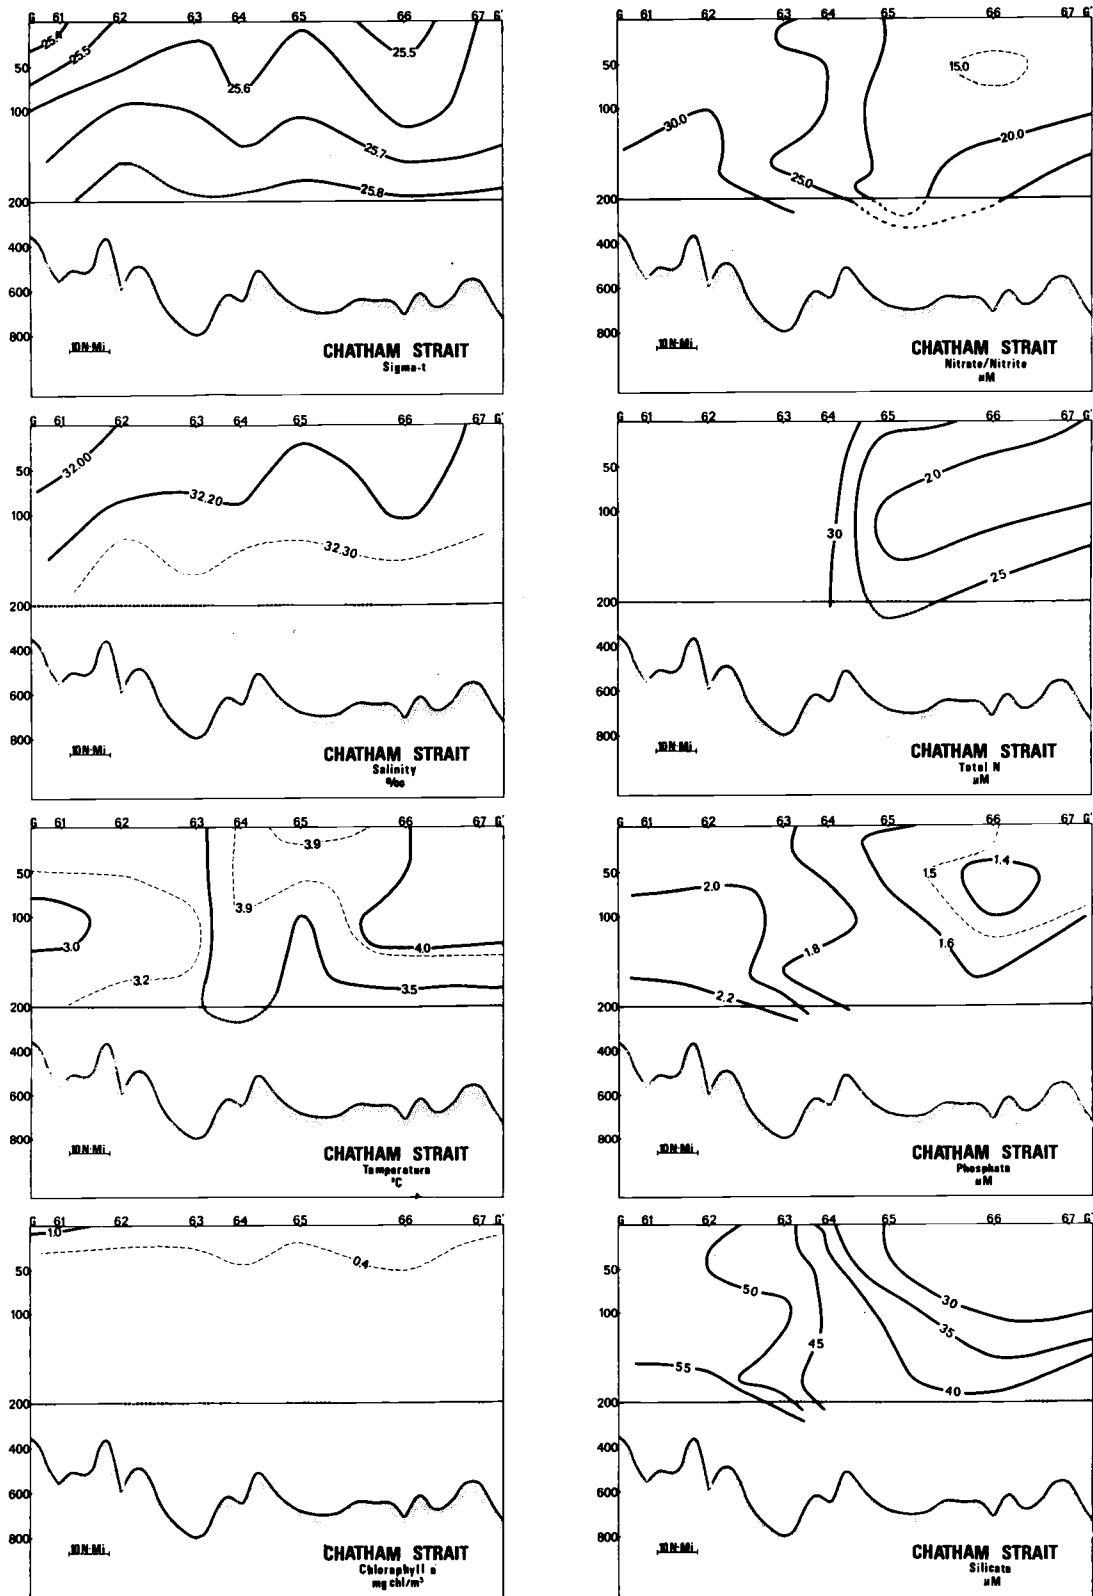 G 61 62 63 64 65 66 67 G'
25.4
25.5
25.5
50
25.6
100
25.7
25.8
200
400
600
800
10 N·Mi
CHATHAM STRAIT
Sigma-t
G 61 62 63 64 65 66 67 G'
32.00
50
32.20
100
32.30
200
400
600
800
10 N·Mi
CHATHAM STRAIT
Salinity
‰
G 61 62 63 64 65 66 67 G'
3.9
50
3.9
100
3.0
4.0
3.2
3.5
200
400
600
800
10 N·Mi
CHATHAM STRAIT
Temperature
°C
G 61 62 63 64 65 66 67 G'
1.0
0.4
50
100
200
400
600
800
10 N·Mi
CHATHAM STRAIT
Chlorophyll a
mg chl/m³
G 61 62 63 64 65 66 67 G'
50
15.0
100
30.0
20.0
25.0
200
400
600
800
10 N·Mi
CHATHAM STRAIT
Nitrate/Nitrite
µM
G 61 62 63 64 65 66 67 G'
50
20
100
30
25
200
400
600
800
10 N·Mi
CHATHAM STRAIT
Total N
µM
G 61 62 63 64 65 66 67 G'
1.4
50
1.5
2.0
100
1.8
1.6
2.2
200
400
600
800
10 N·Mi
CHATHAM STRAIT
Phosphate
µM
G 61 62 63 64 65 66 67 G'
50
50
30
100
35
45
55
40
200
400
600
800
10 N·Mi
CHATHAM STRAIT
Silicate
µM